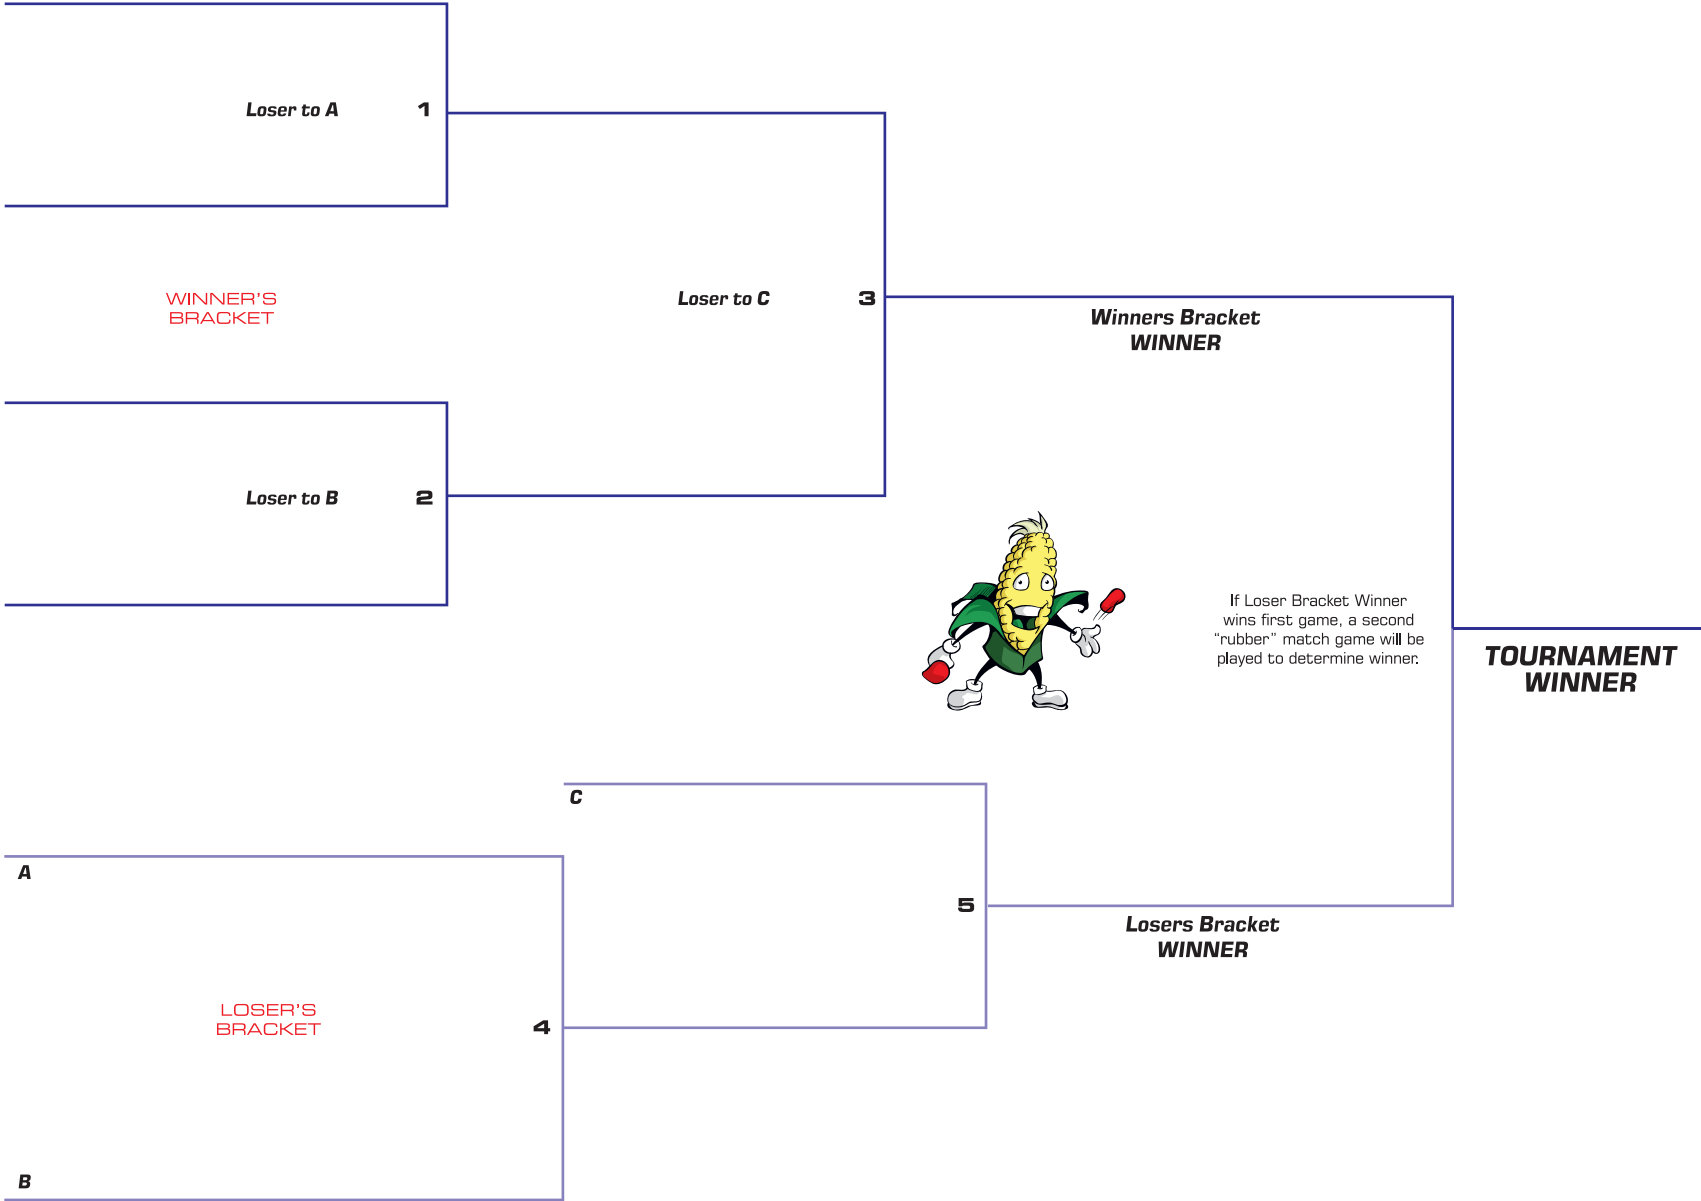 Loser to A
1
WINNER'S
BRACKET
Loser to C
3
Winners Bracket
WINNER
Loser to B
2
If Loser Bracket Winner
wins first game, a second
“rubber” match game will be
played to determine winner.
TOURNAMENT
WINNER
C
A
5
Losers Bracket
WINNER
LOSER'S
BRACKET
4
B